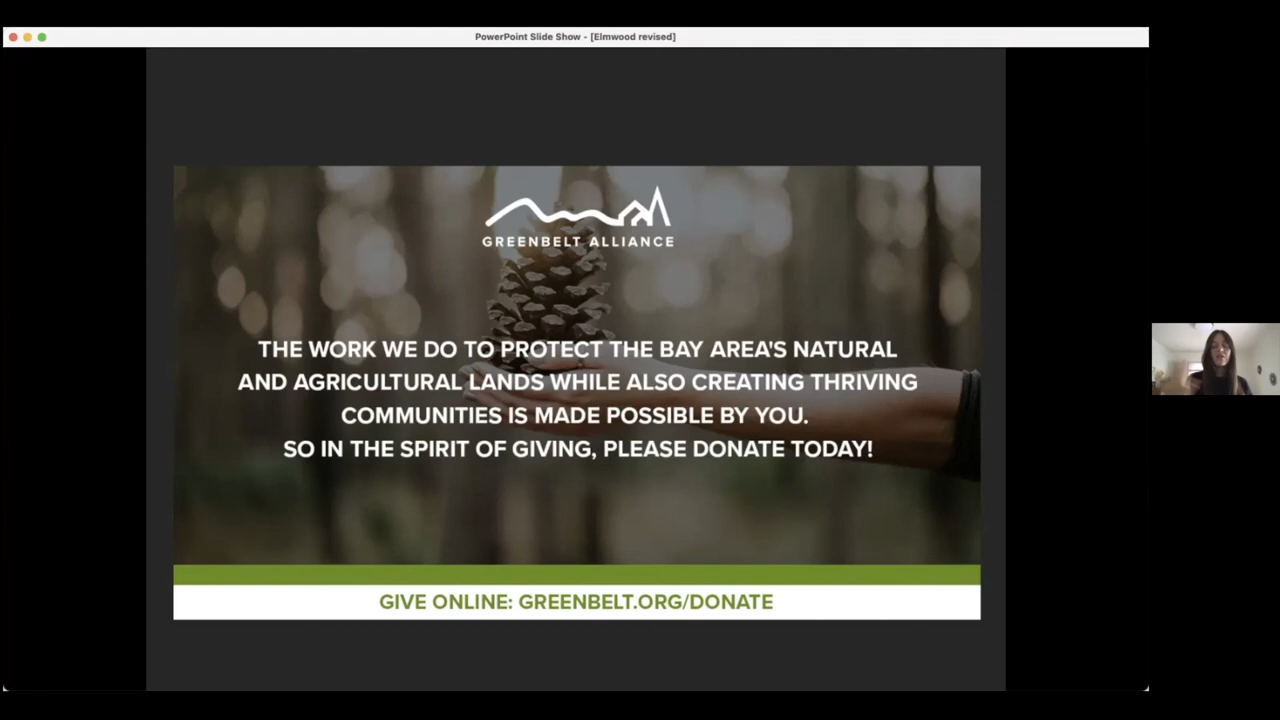 PowerPoint Slide Show - [Elmwood revised]
GREENBELT ALLIANCE
THE WORK WE DO TO PROTECT THE BAY AREA'S NATURAL
AND AGRICULTURAL LANDS WHILE ALSO CREATING THRIVING
COMMUNITIES IS MADE POSSIBLE BY YOU.
SO IN THE SPIRIT OF GIVING, PLEASE DONATE TODAY!
GIVE ONLINE: GREENBELT.ORG/DONATE